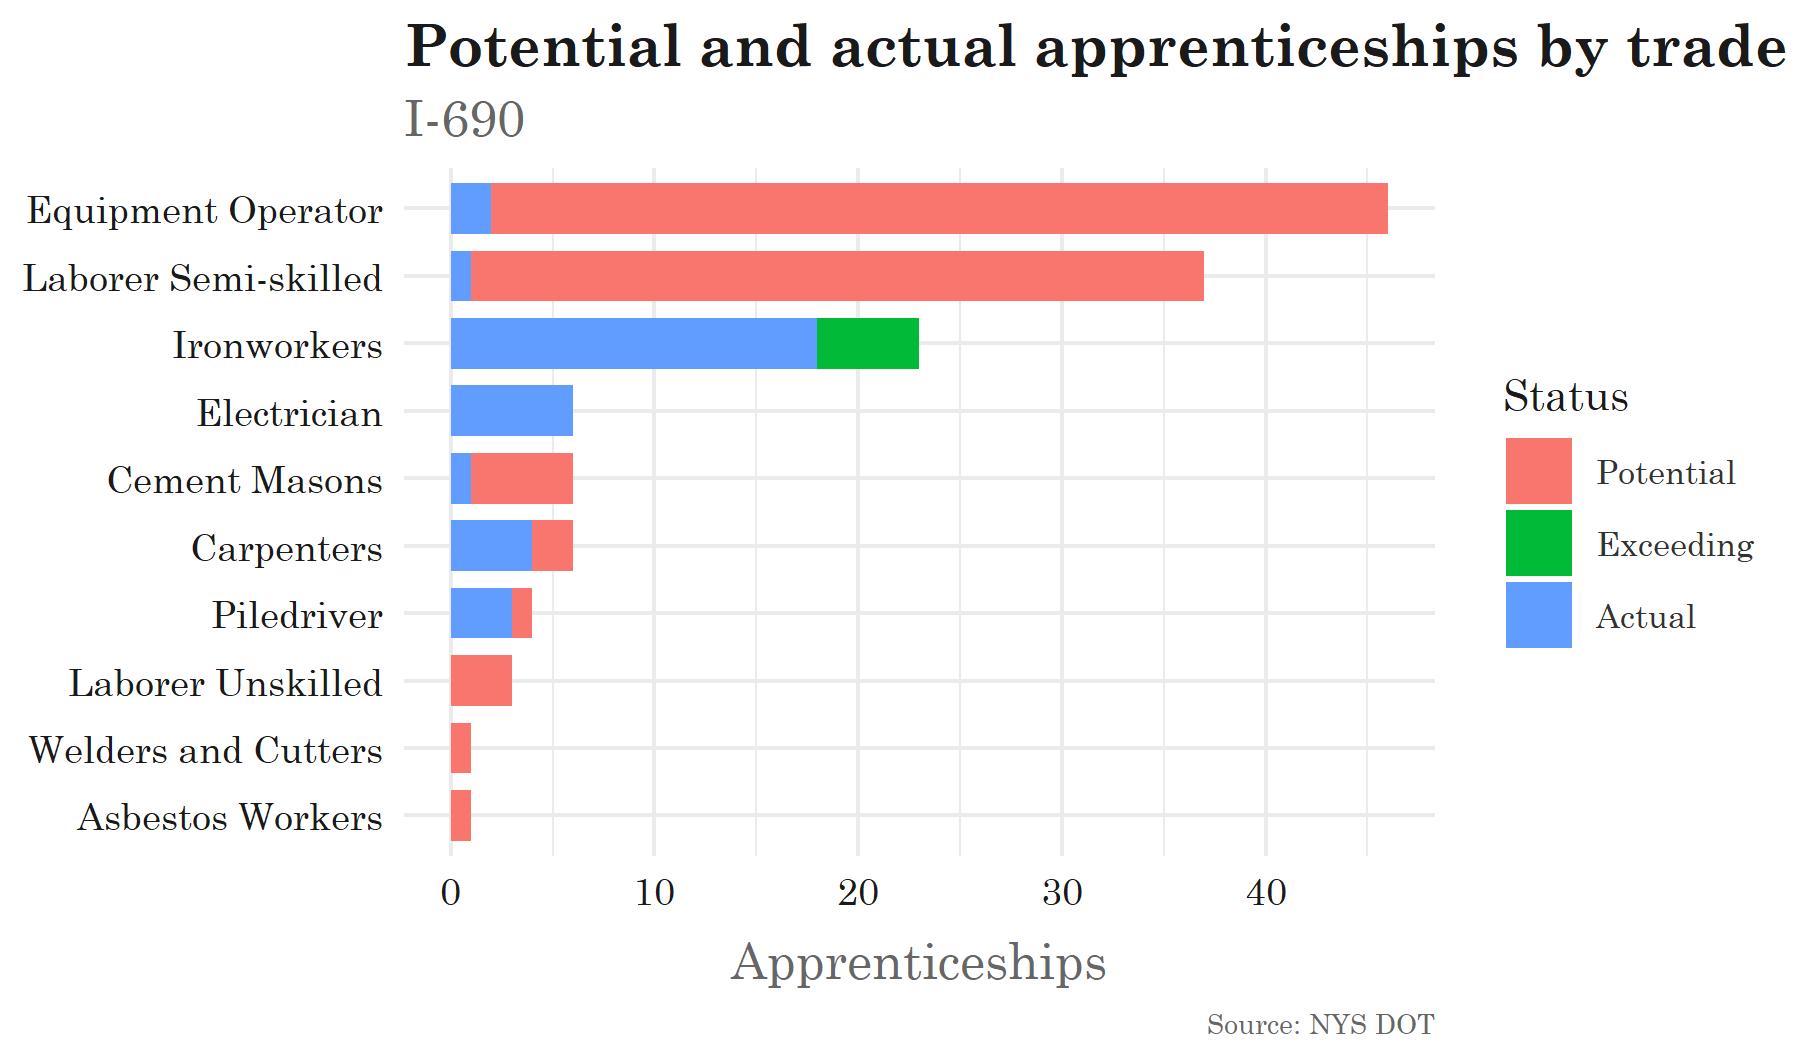 Potential and actual apprenticeships by trade
I-690
Equipment Operator
Laborer Semi-skilled
Ironworkers
Electrician
Cement Masons
Carpenters
Piledriver
Laborer Unskilled
Welders and Cutters
Asbestos Workers
0 10 20 30 40
Apprenticeships
Status
Potential
Exceeding
Actual
Source: NYS DOT